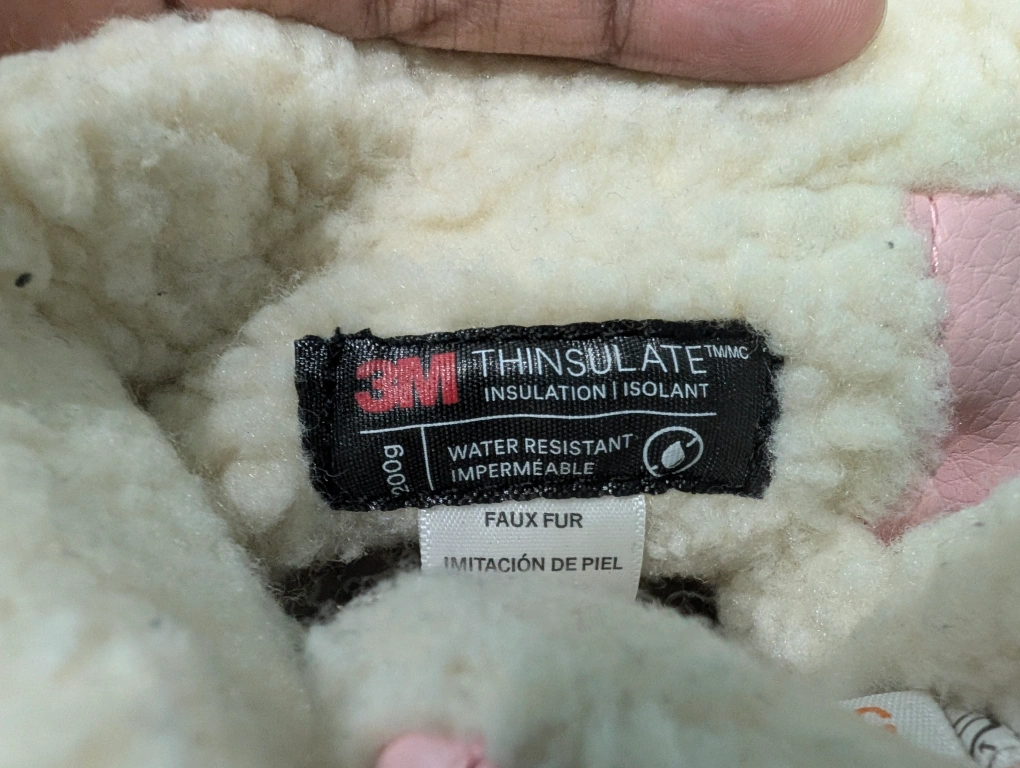 3M THINSULATE™/MC
INSULATION | ISOLANT
200g
WATER RESISTANT
IMPERMÉABLE
FAUX FUR
IMITACIÓN DE PIEL